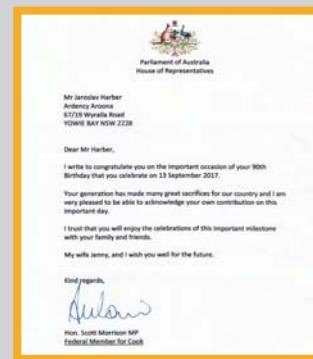 Parliament of Australia
House of Representatives
Mr Jaroslav Harber
Ardency Aroona
67/19 Wyralla Road
YOWIE BAY NSW 2228
Dear Mr Harber,
I write to congratulate you on the important occasion of your 90th
Birthday that you celebrate on 13 September 2017.
Your generation has made many great sacrifices for our country and I am
very pleased to be able to acknowledge your own contribution on this
important day.
I trust that you will enjoy the celebrations of this important milestone
with your family and friends.
My wife Jenny, and I wish you well for the future.
Kind regards,
Hon. Scott Morrison MP
Federal Member for Cook